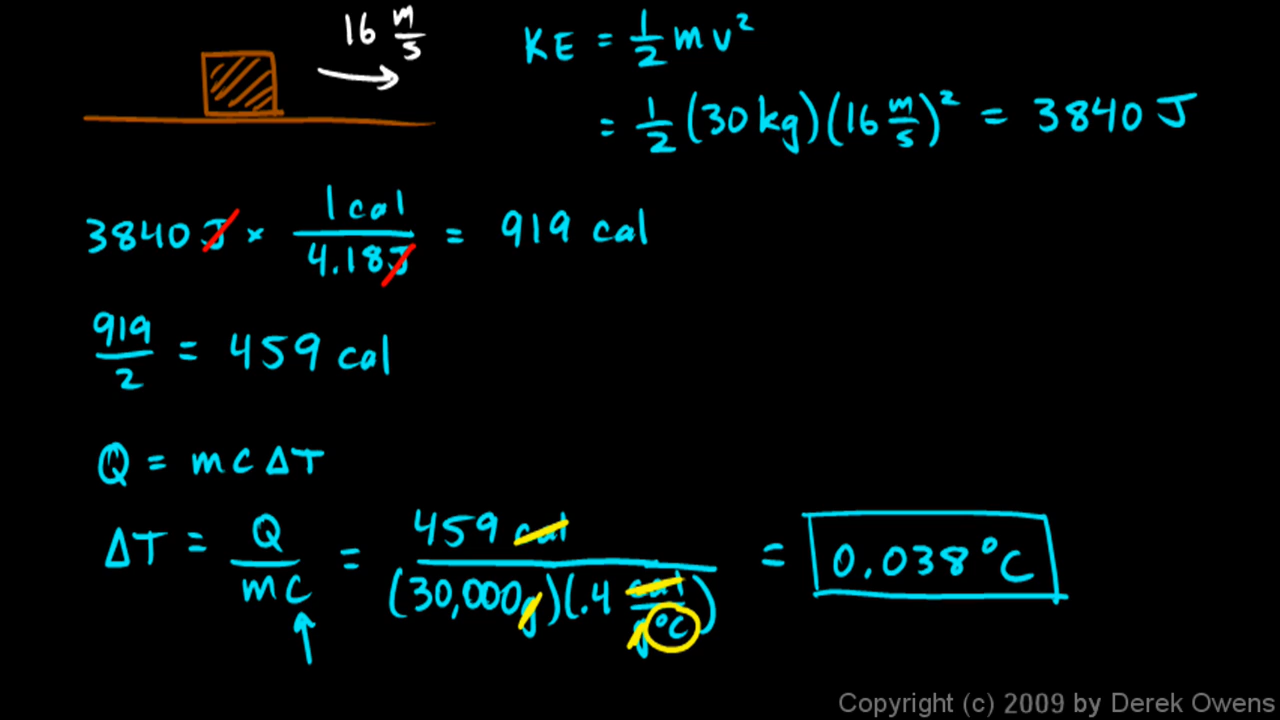 16 m/s
KE = 1/2 mv²
= 1/2 (30 kg)(16 m/s)² = 3840 J
3840 J × 1 cal / 4.18 J = 919 cal
919/2 = 459 cal
Q = mCΔT
ΔT = Q/mC = 459 cal / (30,000g)(.4 cal/g°C) = 0.038°C
Copyright (c) 2009 by Derek Owens